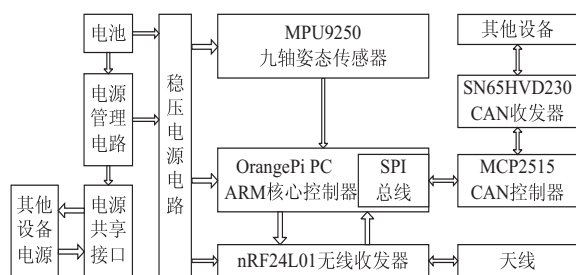 电池
电源
管理
电路
其他
设备
电源
电源
共享
接口
稳
压
电
源
电
路
MPU9250
九轴姿态传感器
OrangePi PC
ARM核心控制器
SPI
总线
nRF24L01无线收发器
其他设备
SN65HVD230
CAN收发器
MCP2515
CAN控制器
天线